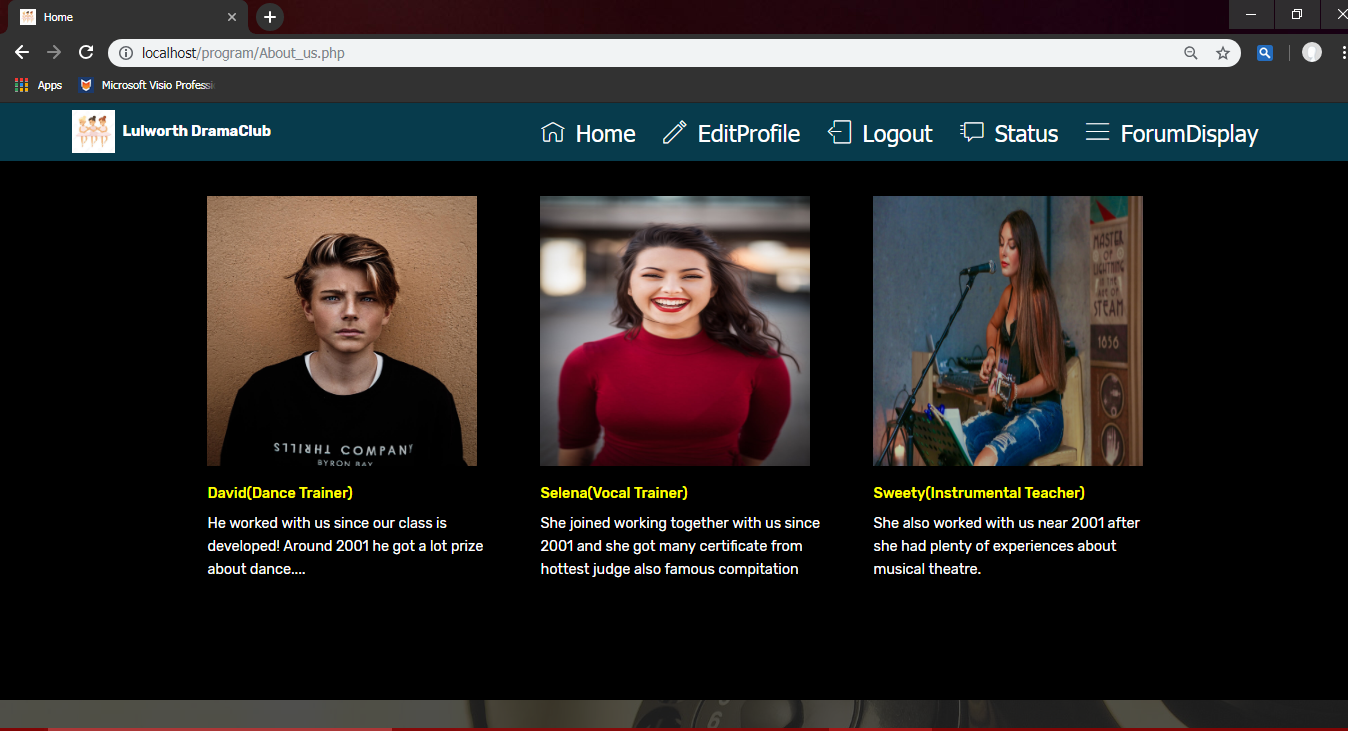 Home
localhost/program/About_us.php
Apps Microsoft Visio Professi
Lulworth DramaClub Home EditProfile Logout Status ForumDisplay
THRILLS COMPANY
BYRON BAY
MASTER
OF
LIGHTNING
STEAM
1856
David(Dance Trainer)
He worked with us since our class is
developed! Around 2001 he got a lot prize
about dance....
Selena(Vocal Trainer)
She joined working together with us since
2001 and she got many certificate from
hottest judge also famous compitation
Sweety(Instrumental Teacher)
She also worked with us near 2001 after
she had plenty of experiences about
musical theatre.
6